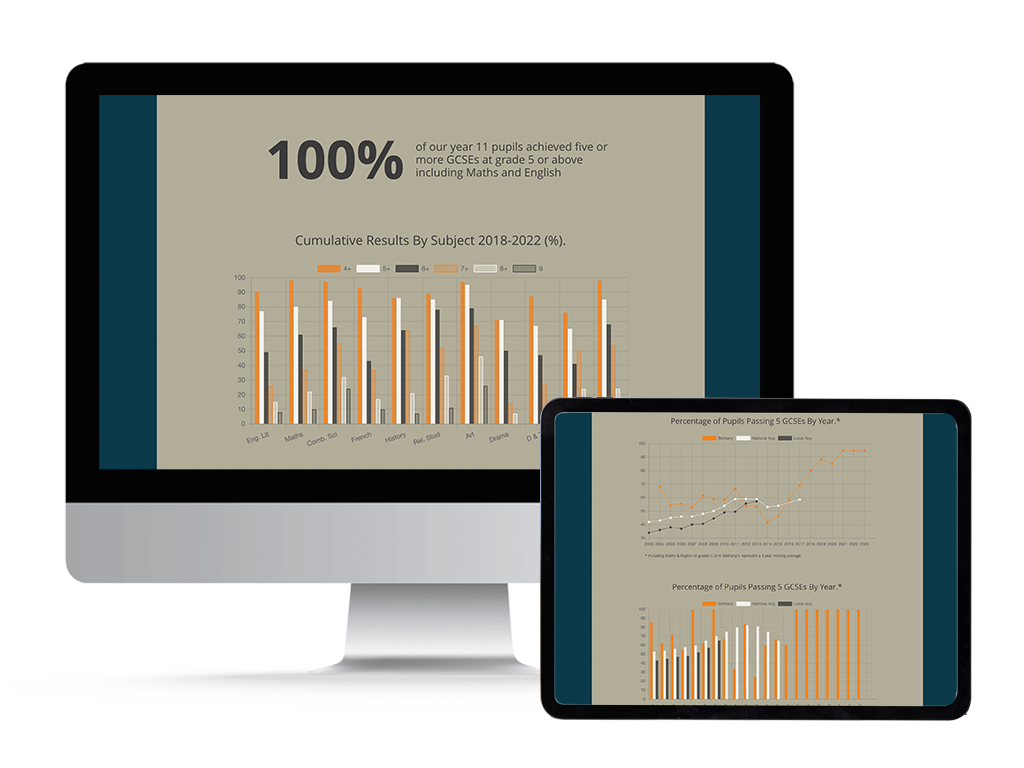 100%
of our year 11 pupils achieved five or
more GCSEs at grade 5 or above
including Maths and English
Cumulative Results By Subject 2018-2022 (%).
4+ 5+ 6+ 7+ 8+ 9
100
90
80
70
60
50
40
30
20
10
0
Eng. Lit Maths Comb. Sci French History Rel. Stud Art Drama D &
Percentage of Pupils Passing 5 GCSEs By Year.*
Bethany National Avg Local Avg
100
90
80
70
60
50
40
30
2003 2004 2005 2006 2007 2008 2009 2010 2011 2012 2013 2014 2015 2016 2017 2018 2019 2020 2021 2022 2023
* Including Maths & English at grades C or 4. Bethany's represent a 3 year moving average.
Percentage of Pupils Passing 5 GCSEs By Year.*
Bethany National Avg Local Avg
100
90
80
70
60
50
40
30
20
10
0